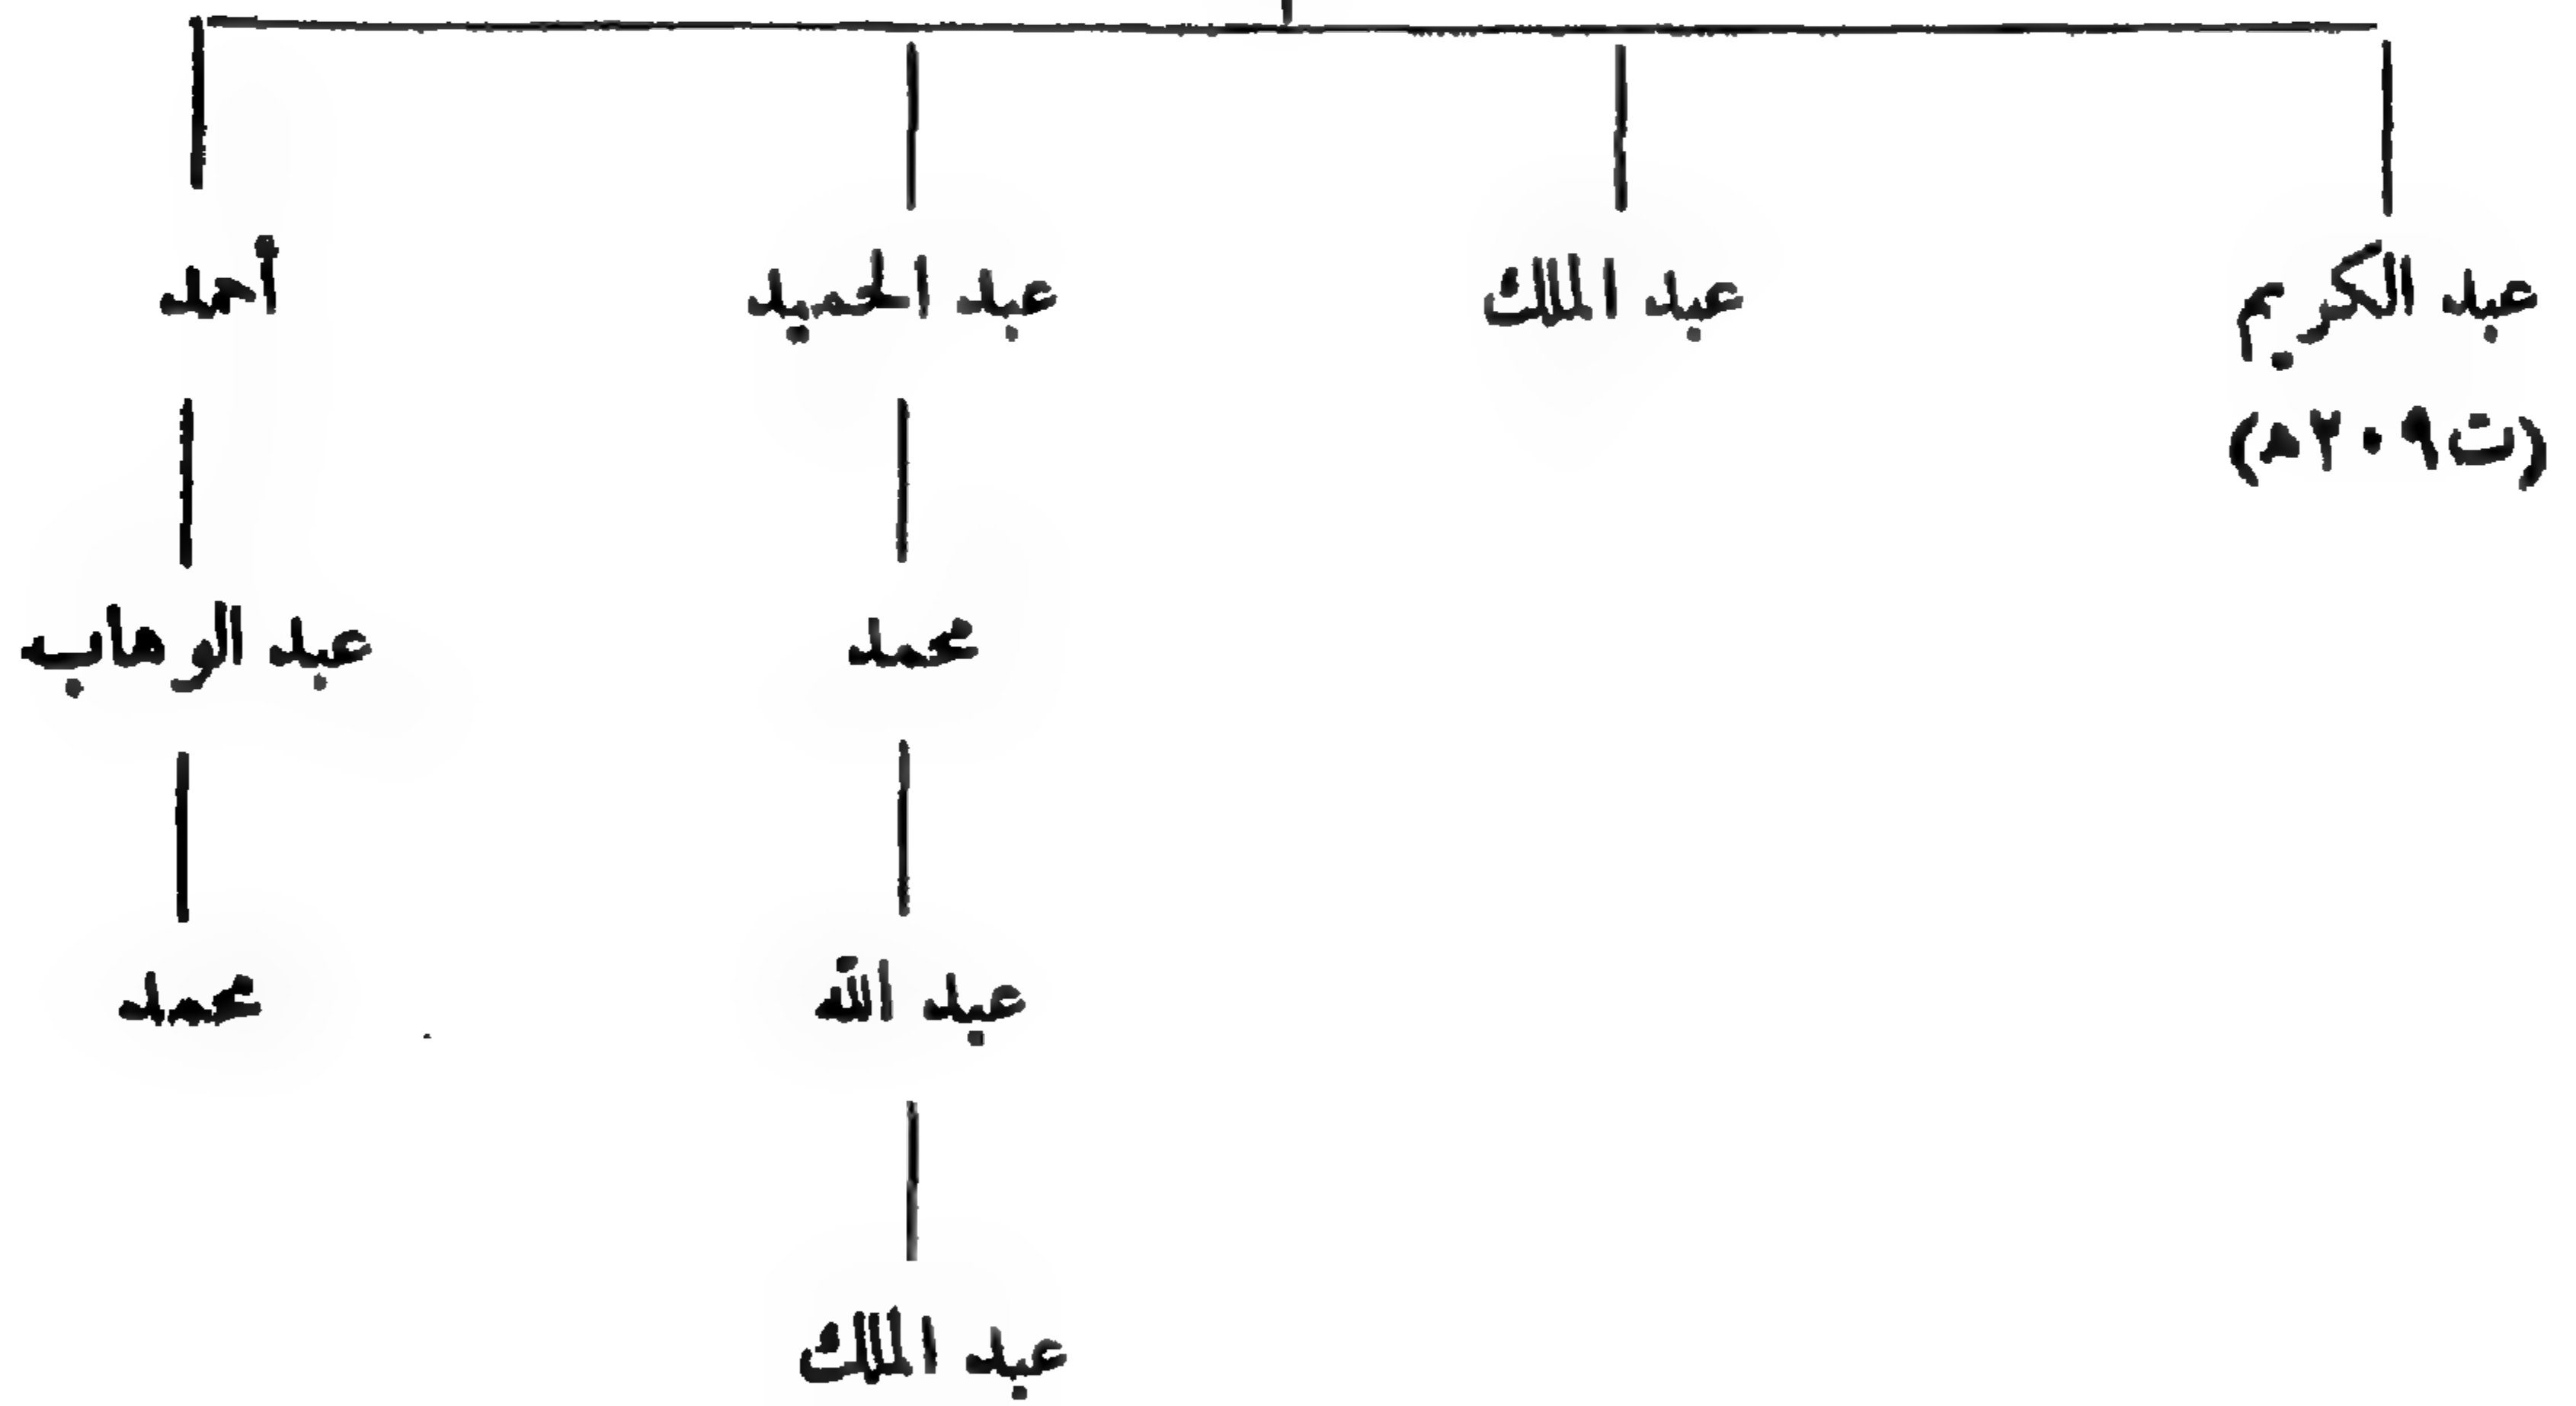 عبد الكريم عبد الملك عبد الحميد أحمد
(ت٢٠٩هـ)
محمد عبد الوهاب
عبد الله محمد
عبد الملك